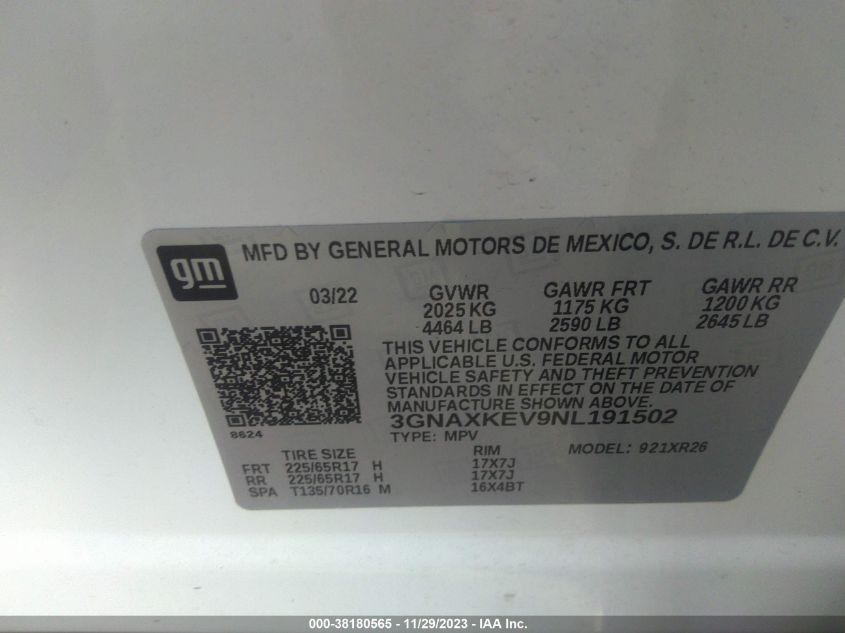 gm MFD BY GENERAL MOTORS DE MEXICO, S. DE R.L. DE C.V.
03/22 GVWR GAWR FRT GAWR RR
2025 KG 1175 KG 1200 KG
4464 LB 2590 LB 2645 LB
THIS VEHICLE CONFORMS TO ALL
APPLICABLE U.S. FEDERAL MOTOR
VEHICLE SAFETY AND THEFT PREVENTION
STANDARDS IN EFFECT ON THE DATE OF
MANUFACTURE SHOWN ABOVE.
3GNAXKEV9NL191502
8624 TYPE: MPV MODEL: 921XR26
TIRE SIZE RIM
FRT 225/65R17 H 17X7J
RR 225/65R17 H 17X7J
SPA T135/70R16 M 16X4BT
000-38180565 - 11/29/2023 - IAA Inc.